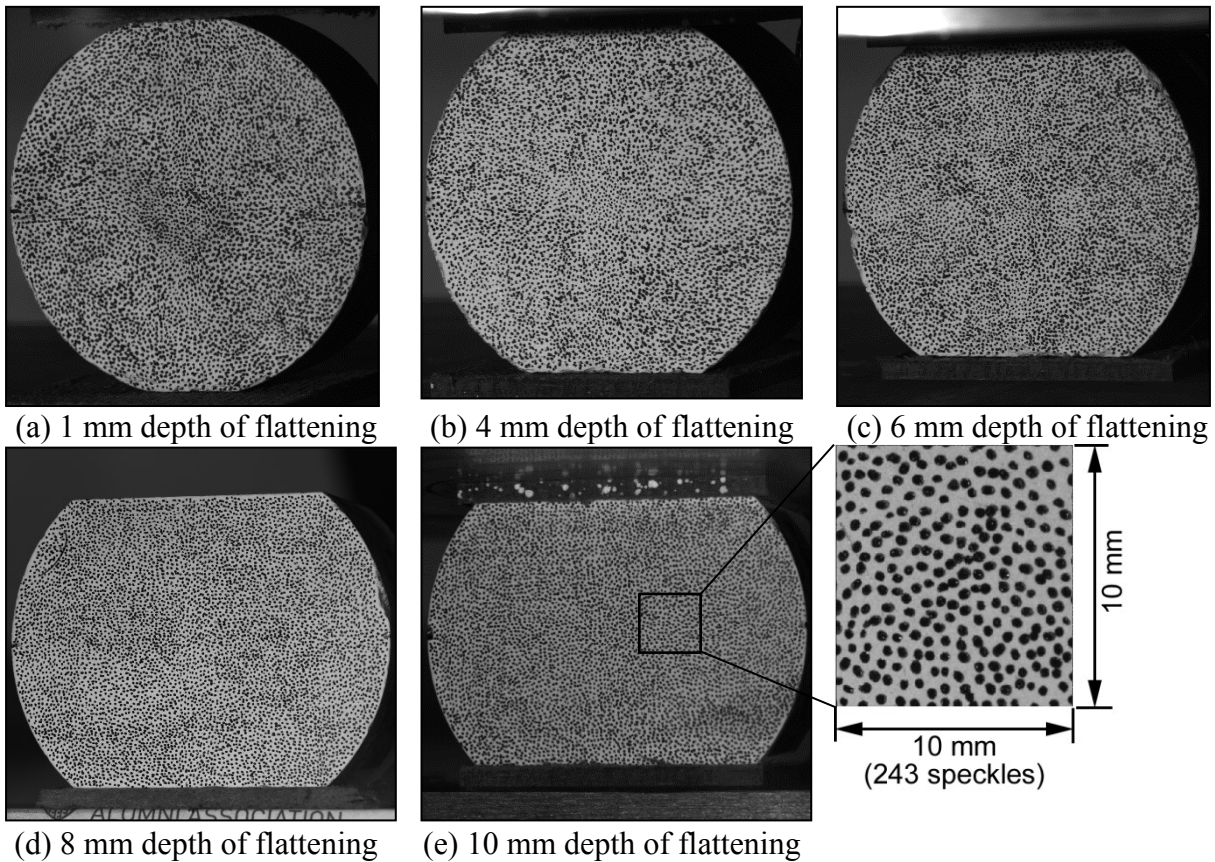 (a) 1 mm depth of flattening
(b) 4 mm depth of flattening
(c) 6 mm depth of flattening
10 mm
10 mm
(243 speckles)
ALUMNI ASSOCIATION
(d) 8 mm depth of flattening
(e) 10 mm depth of flattening